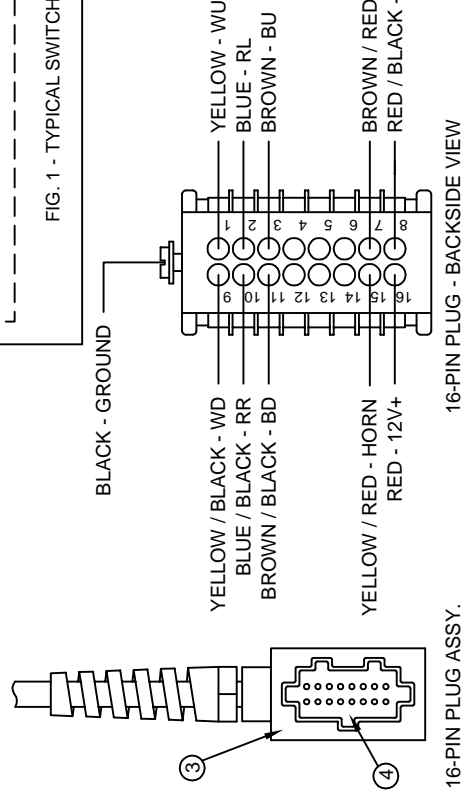 FIG. 1 - TYPICAL SWITCH
BLACK - GROUND
YELLOW / BLACK - WD
BLUE / BLACK - RR
BROWN / BLACK - BD
YELLOW / RED - HORN
RED - 12V+
YELLOW - WU
BLUE - RL
BROWN - BU
BROWN / RED
RED / BLACK -
9 1
10 2
11 3
12 4
13 5
14 6
15 7
16 8
16-PIN PLUG - BACKSIDE VIEW
3
4
16-PIN PLUG ASSY.